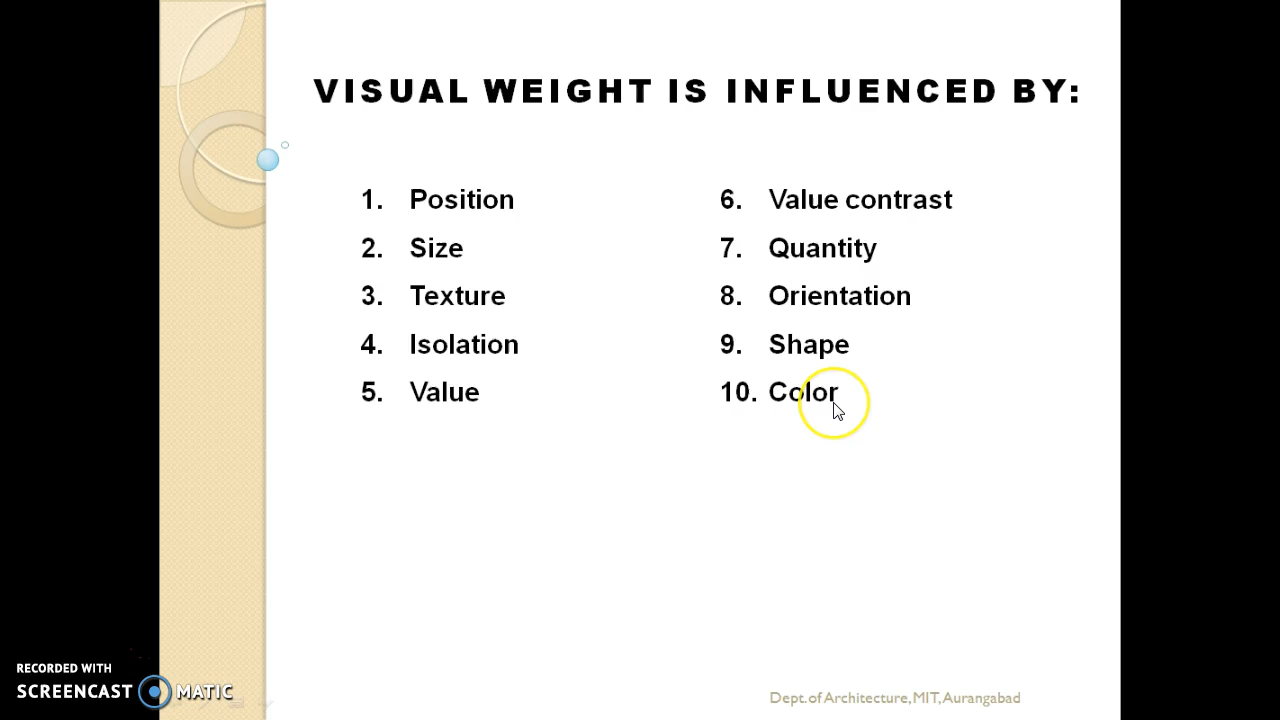 VISUAL WEIGHT IS INFLUENCED BY:
1. Position
2. Size
3. Texture
4. Isolation
5. Value
6. Value contrast
7. Quantity
8. Orientation
9. Shape
10. Color
RECORDED WITH
SCREENCAST MATIC
Dept.of Architecture,MIT,Aurangabad